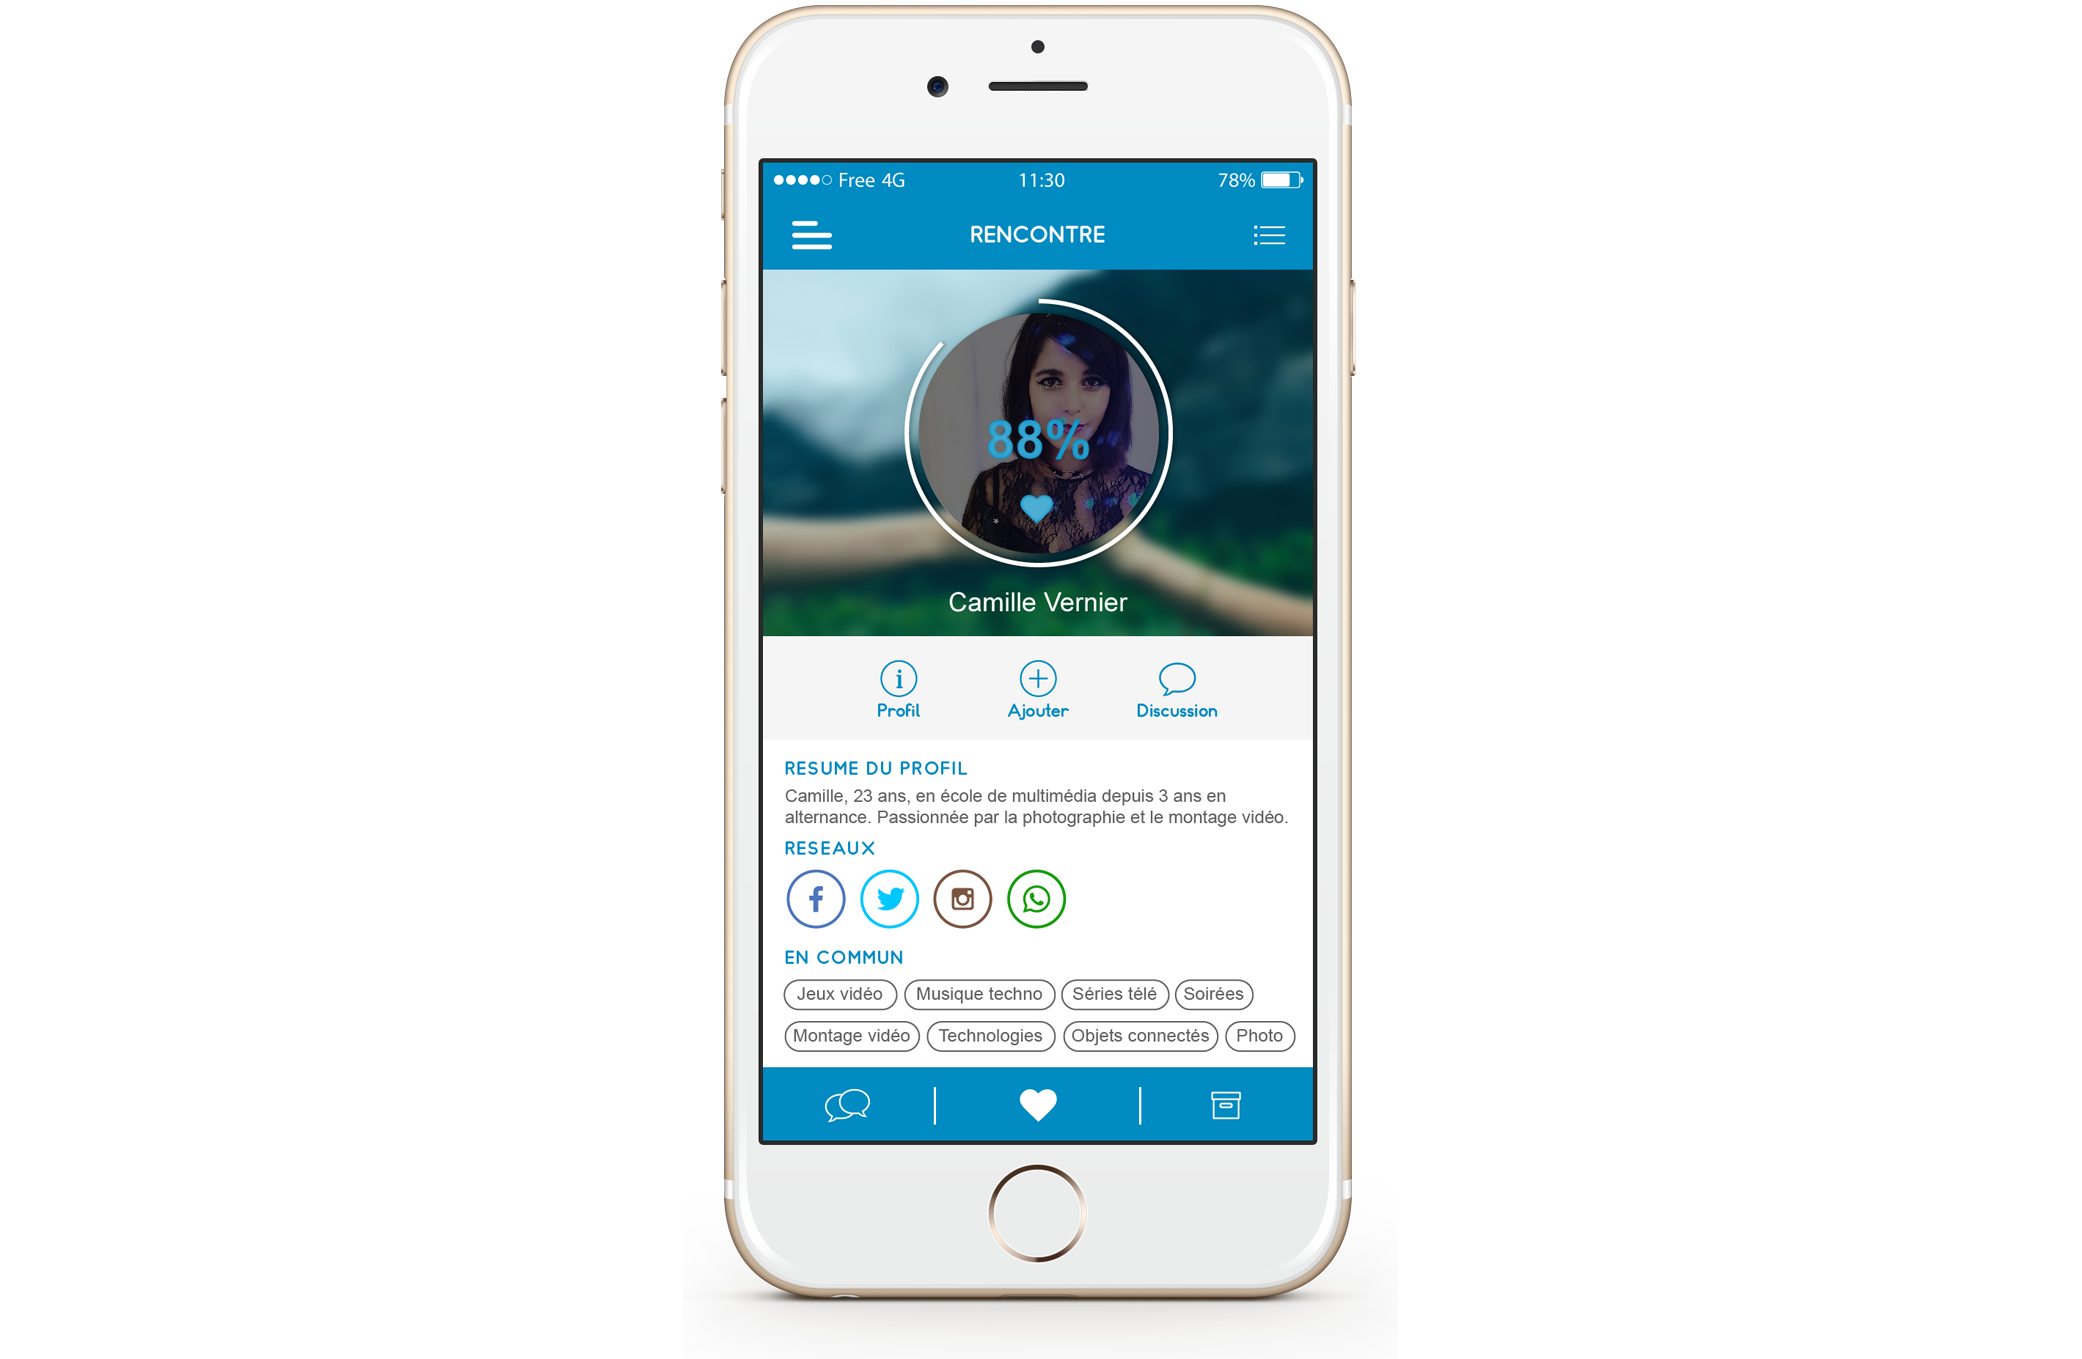 Free 4G 11:30 78%
RENCONTRE
88%
Camille Vernier
Profil Ajouter Discussion
RESUME DU PROFIL
Camille, 23 ans, en école de multimédia depuis 3 ans en
alternance. Passionnée par la photographie et le montage vidéo.
RESEAUX
EN COMMUN
Jeux vidéo Musique techno Séries télé Soirées
Montage vidéo Technologies Objets connectés Photo